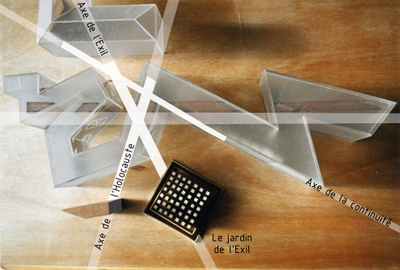 Axe de l'Exil
Axe de l'Holocauste
Axe de la continuité
Le jardin
de l'Exil